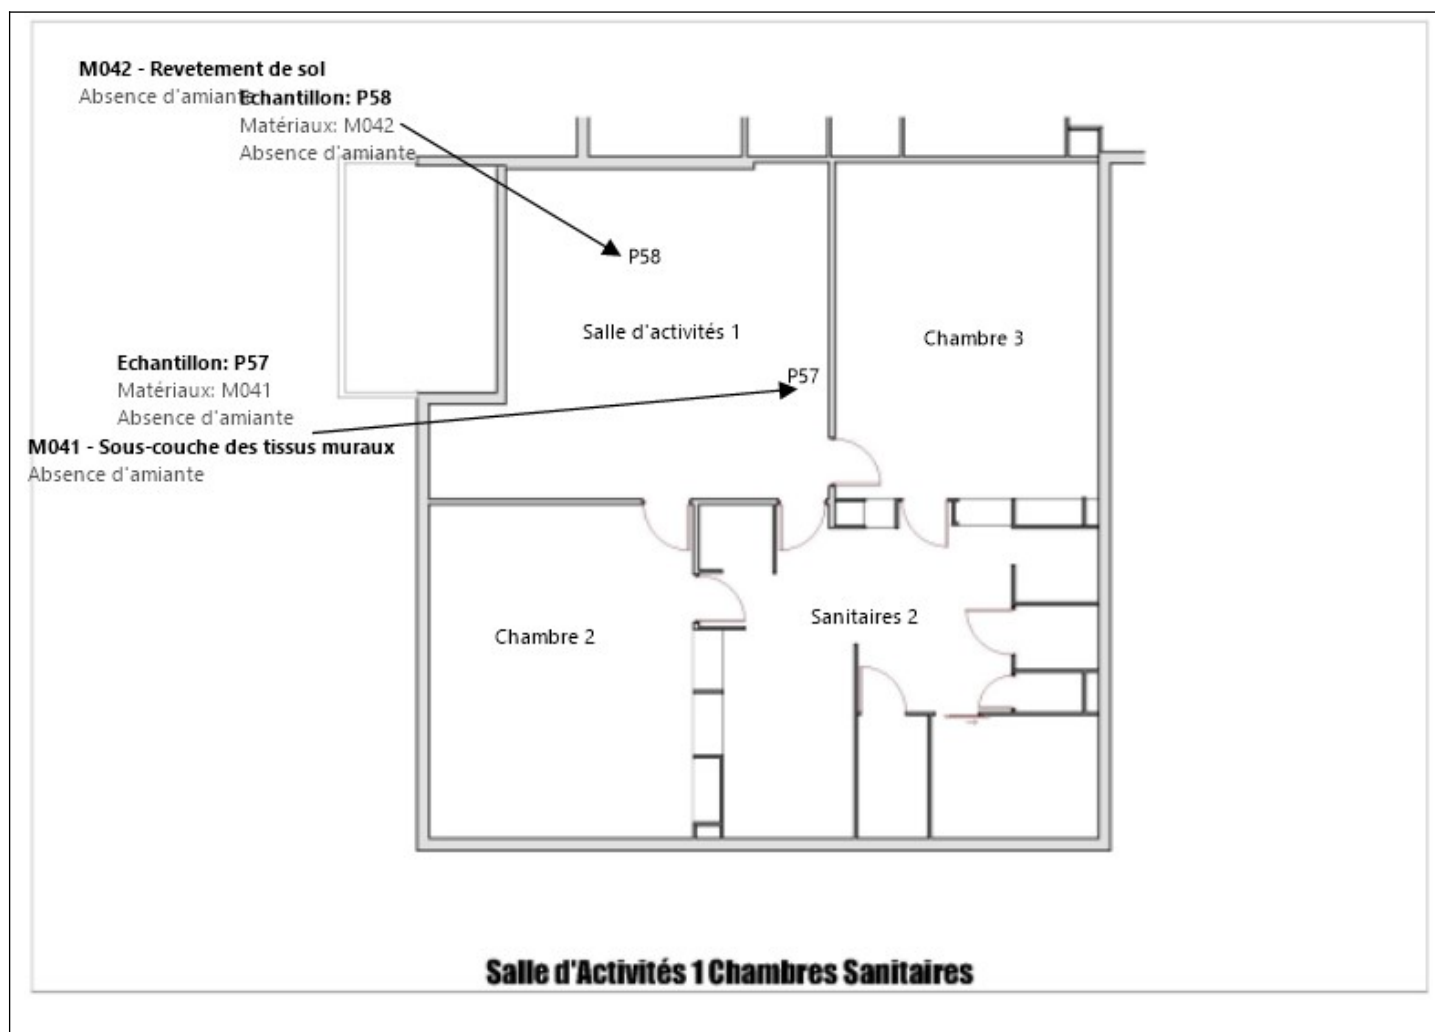 M042 - Revetement de sol
Absence d'amiante
Echantillon: P58
Matériaux: M042
Absence d'amiante
P58
Salle d'activités 1
Chambre 3
Echantillon: P57
Matériaux: M041
Absence d'amiante
P57
M041 - Sous-couche des tissus muraux
Absence d'amiante
Sanitaires 2
Chambre 2
Salle d'Activités 1 Chambres Sanitaires